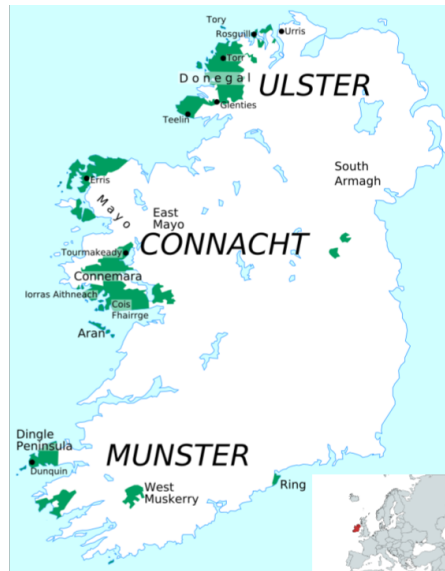 Tory
Rosguill
Urris
Torr
Donegal
ULSTER
Glenties
Teelin
South
Armagh
Erris
Mayo
East
Mayo
CONNACHT
Tourmakeady
Connemara
Iorras Aithneach
Cois
Fhairrge
Aran
Dingle
Peninsula
Dunquin
MUNSTER
West
Muskerry
Ring